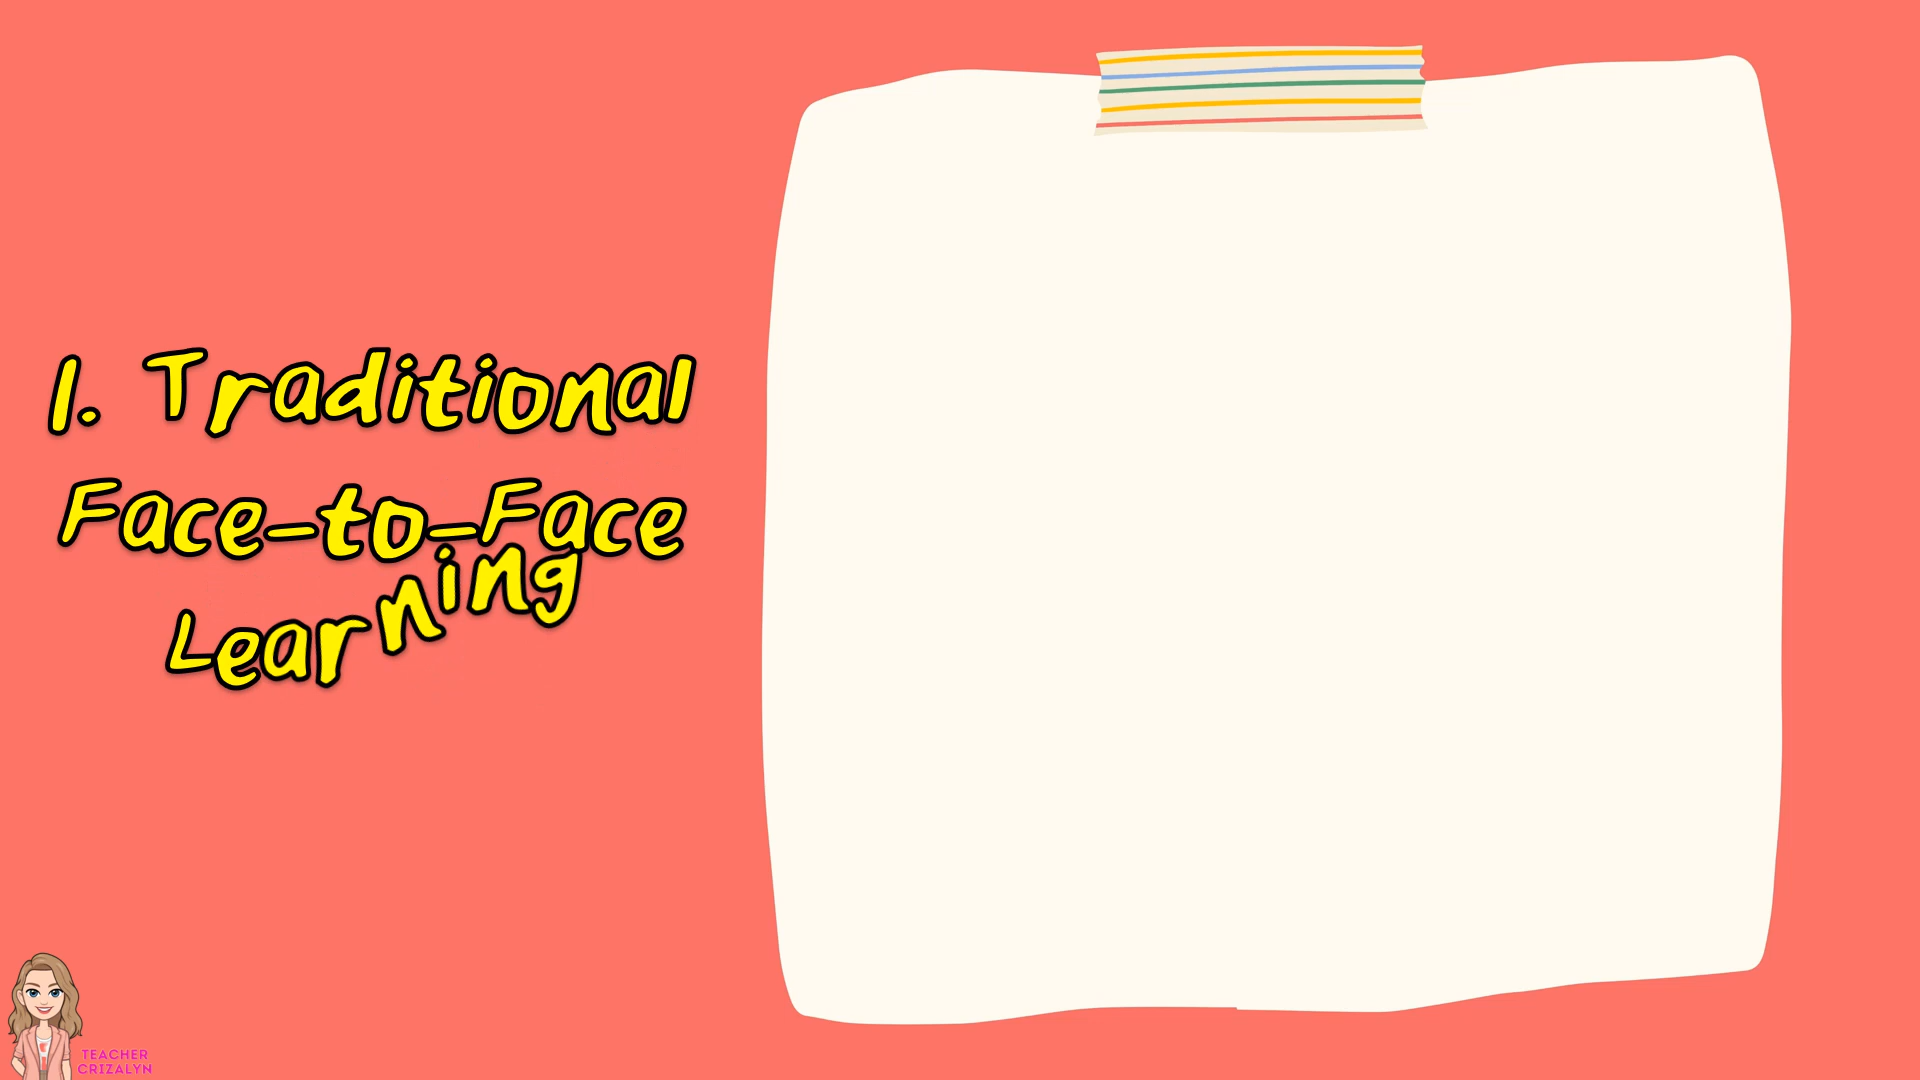 1. Traditional
Face-to-Face
Learning
TEACHER
CRIZALYN